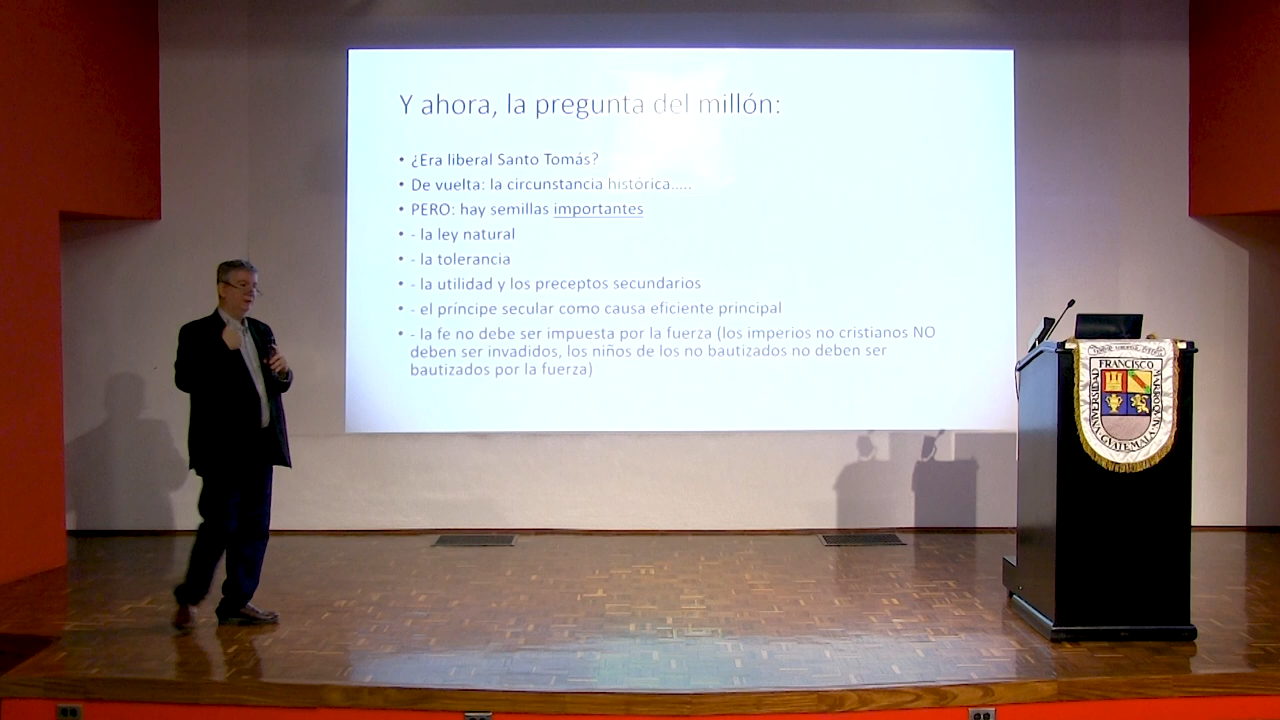 Y ahora, la pregunta del millón:
• ¿Era liberal Santo Tomás?
• De vuelta: la circunstancia histórica.....
• PERO: hay semillas importantes
• - la ley natural
• - la tolerancia
• - la utilidad y los preceptos secundarios
• - el príncipe secular como causa eficiente principal
• - la fe no debe ser impuesta por la fuerza (los imperios no cristianos NO
deben ser invadidos, los niños de los no bautizados no deben ser
bautizados por la fuerza)
UNIVERSIDAD
FRANCISCO
MARROQUIN
GVATEMALA